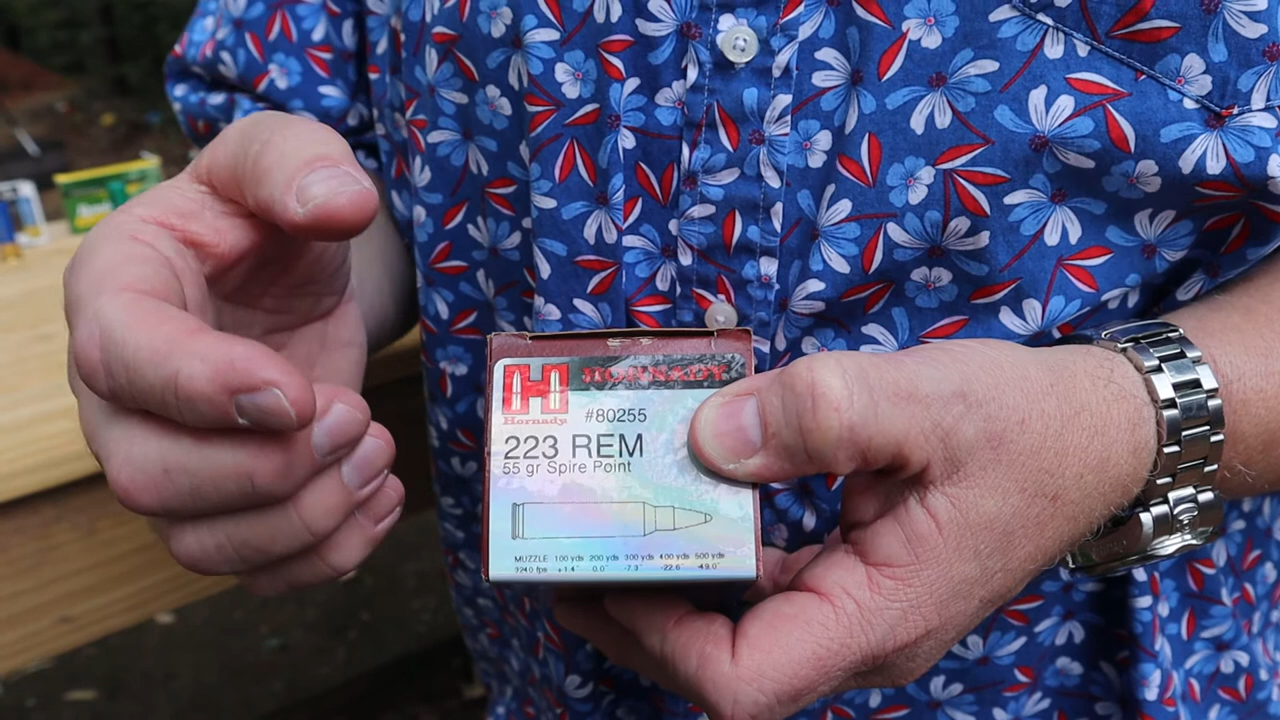 HORNADY
Hornady
#80255
223 REM
55 gr Spire Point
MUZZLE 100 yds 200 yds 300 yds 400 yds 500 yds
3240 fps +1.4" 0.0" -7.3" -22.6" -49.0"